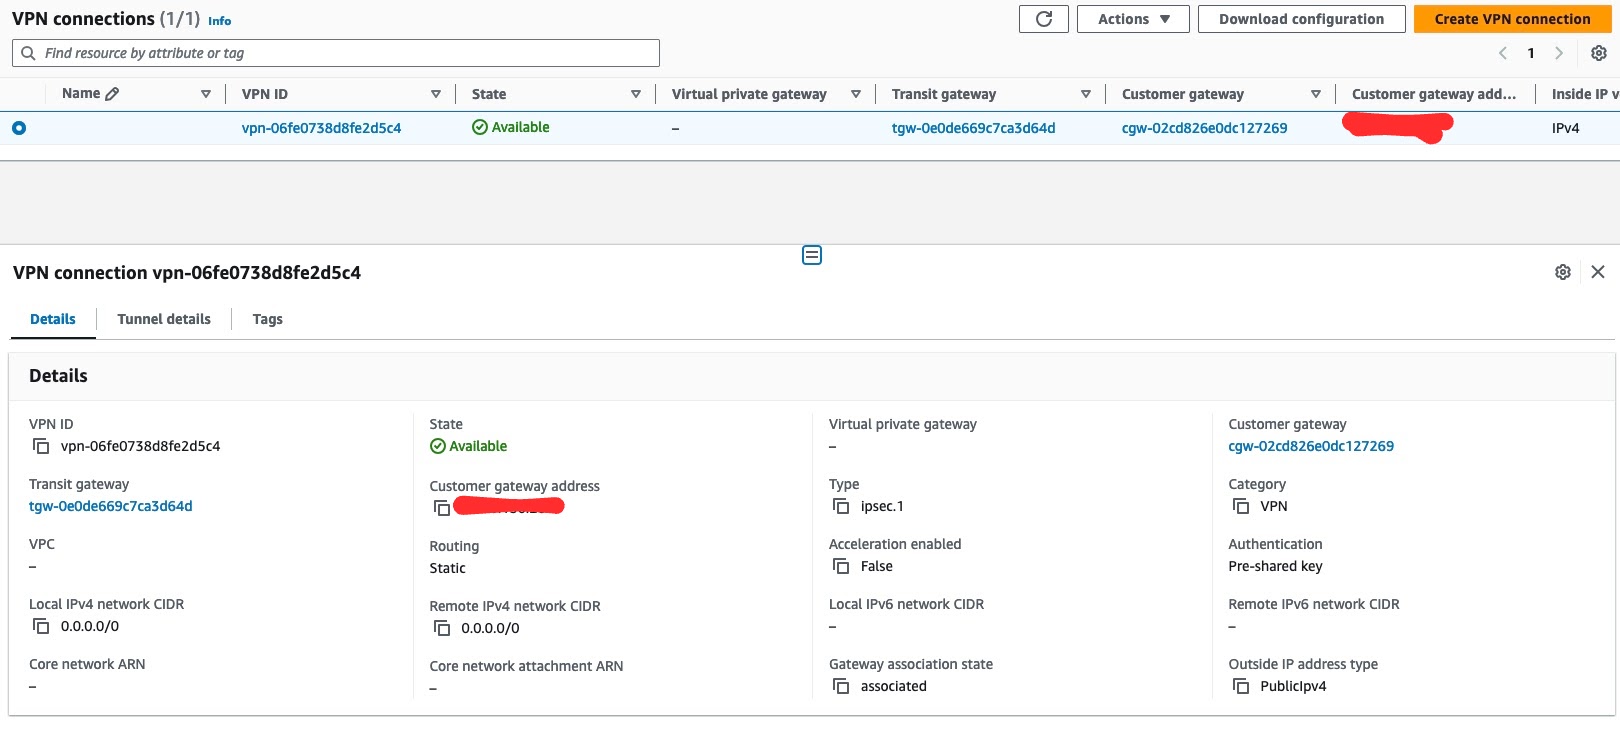 VPN connections (1/1) Info
Actions ▼ Download configuration Create VPN connection
Find resource by attribute or tag
1
Name VPN ID State Virtual private gateway Transit gateway Customer gateway Customer gateway add... Inside IP v
vpn-06fe0738d8fe2d5c4 Available – tgw-0e0de669c7ca3d64d cgw-02cd826e0dc127269 IPv4
VPN connection vpn-06fe0738d8fe2d5c4
Details Tunnel details Tags
Details
VPN ID
vpn-06fe0738d8fe2d5c4
State
Available
Virtual private gateway
–
Customer gateway
cgw-02cd826e0dc127269
Transit gateway
tgw-0e0de669c7ca3d64d
Customer gateway address
Type
ipsec.1
Category
VPN
VPC
–
Routing
Static
Acceleration enabled
False
Authentication
Pre-shared key
Local IPv4 network CIDR
0.0.0.0/0
Remote IPv4 network CIDR
0.0.0.0/0
Local IPv6 network CIDR
–
Remote IPv6 network CIDR
–
Core network ARN
–
Core network attachment ARN
–
Gateway association state
associated
Outside IP address type
PublicIpv4